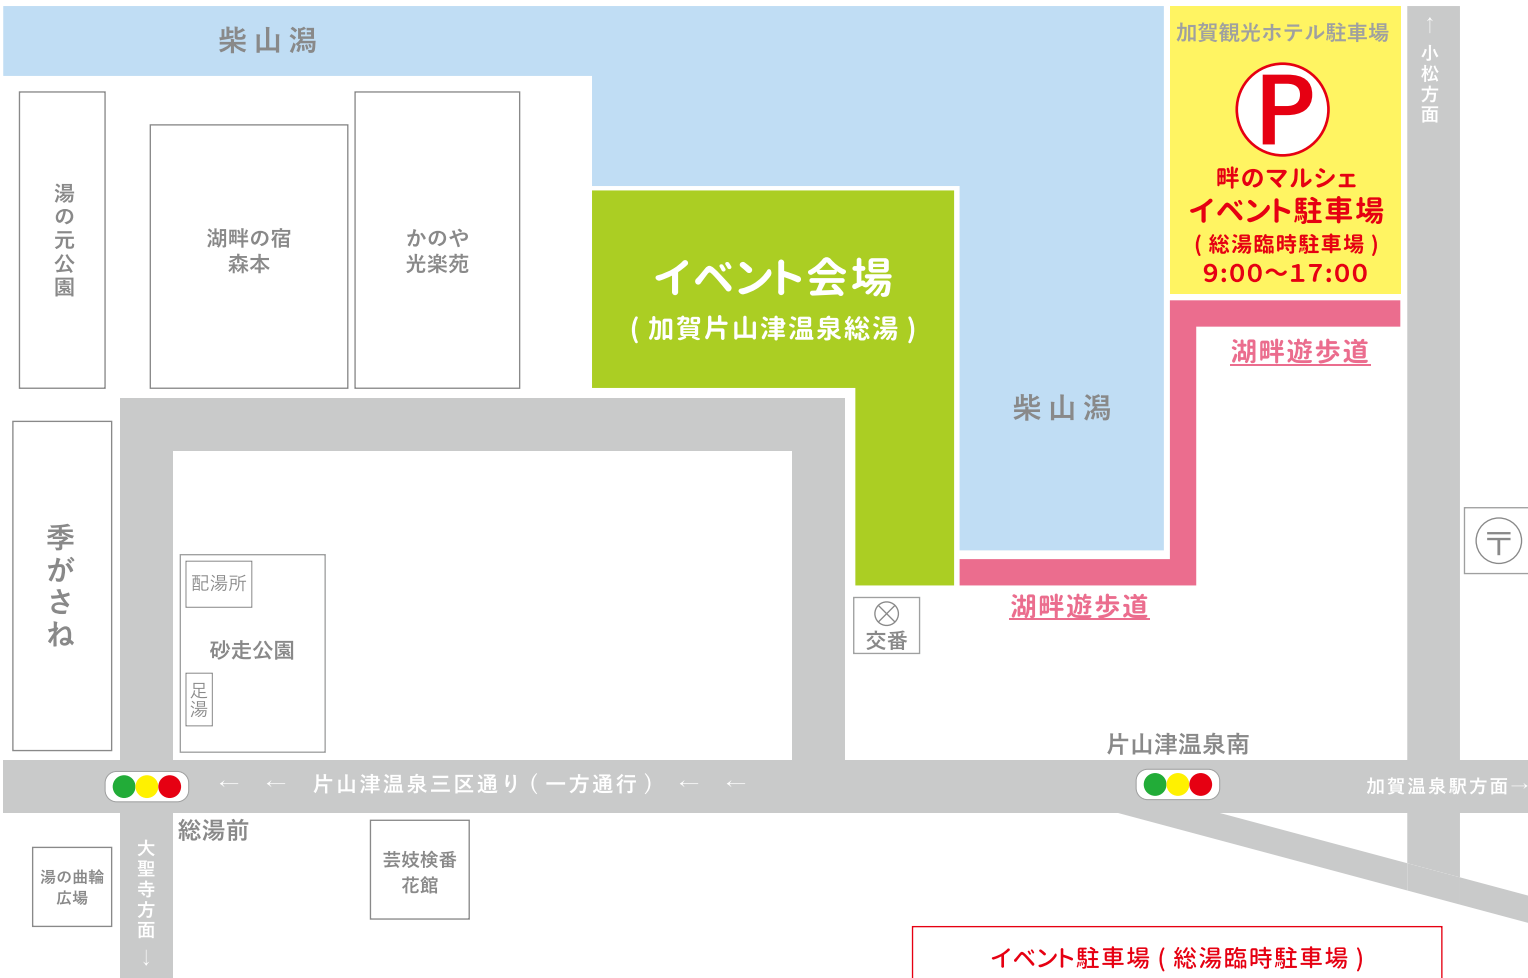 柴山潟
加賀観光ホテル駐車場
P
畔のマルシェ
イベント駐車場
(総湯臨時駐車場)
9:00〜17:00
↑小松方面
湯の元公園
湖畔の宿
森本
かのや
光楽苑
イベント会場
(加賀片山津温泉総湯)
湖畔遊歩道
柴山潟
季がさね
〒
配湯所
砂走公園
足湯
湖畔遊歩道
交番
片山津温泉南
← ← 片山津温泉三区通り(一方通行) ← ←
加賀温泉駅方面→
総湯前
大聖寺方面↓
湯の曲輪
広場
芸妓検番
花館
イベント駐車場(総湯臨時駐車場)